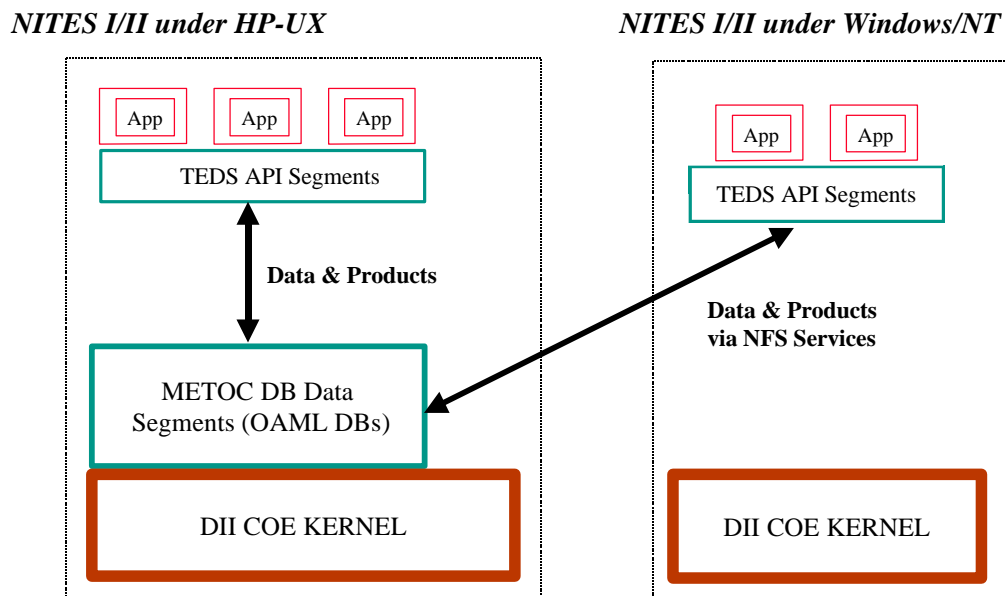 NITES I/II under HP-UX
NITES I/II under Windows/NT
App
App
App
TEDS API Segments
App
App
TEDS API Segments
Data & Products
Data & Products
via NFS Services
METOC DB Data
Segments (OAML DBs)
DII COE KERNEL
DII COE KERNEL